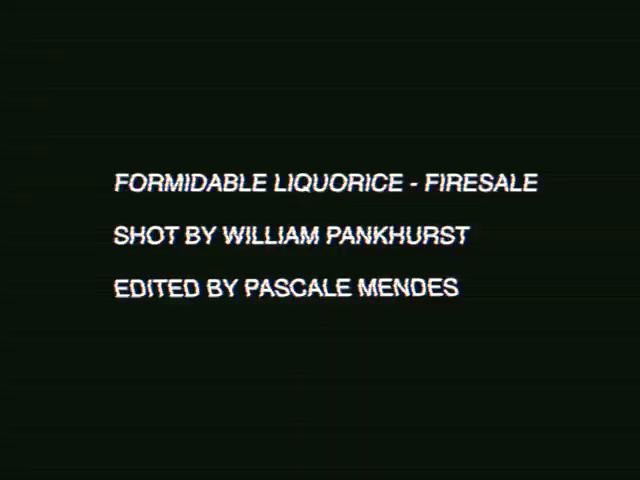 FORMIDABLE LIQUORICE - FIRESALE
SHOT BY WILLIAM PANKHURST
EDITED BY PASCALE MENDES